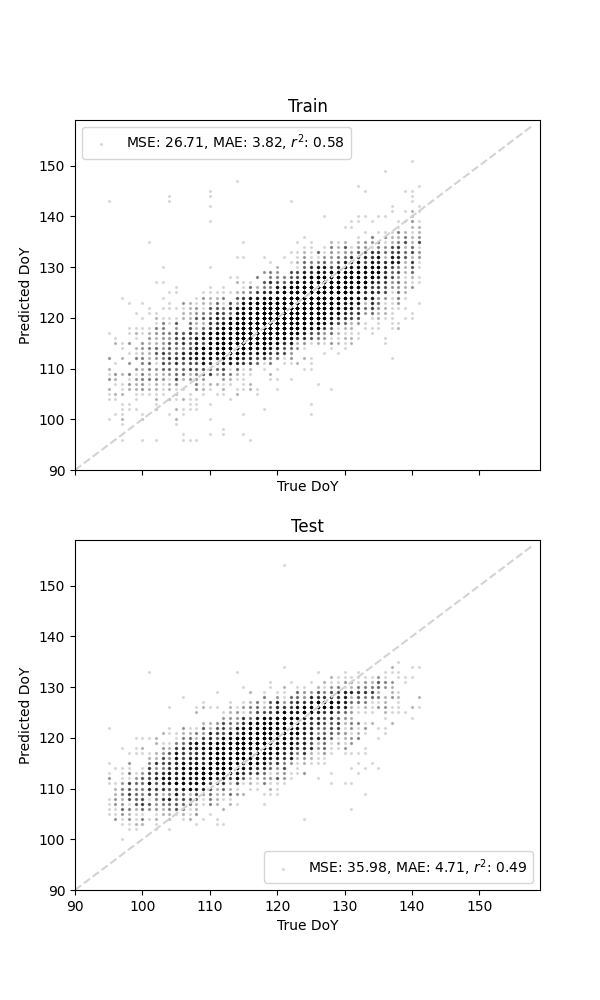 Train
MSE: 26.71, MAE: 3.82, r²: 0.58
150
140
130
120
110
100
90
Predicted DoY
True DoY
Test
150
140
130
120
110
100
90
Predicted DoY
MSE: 35.98, MAE: 4.71, r²: 0.49
90 100 110 120 130 140 150
True DoY